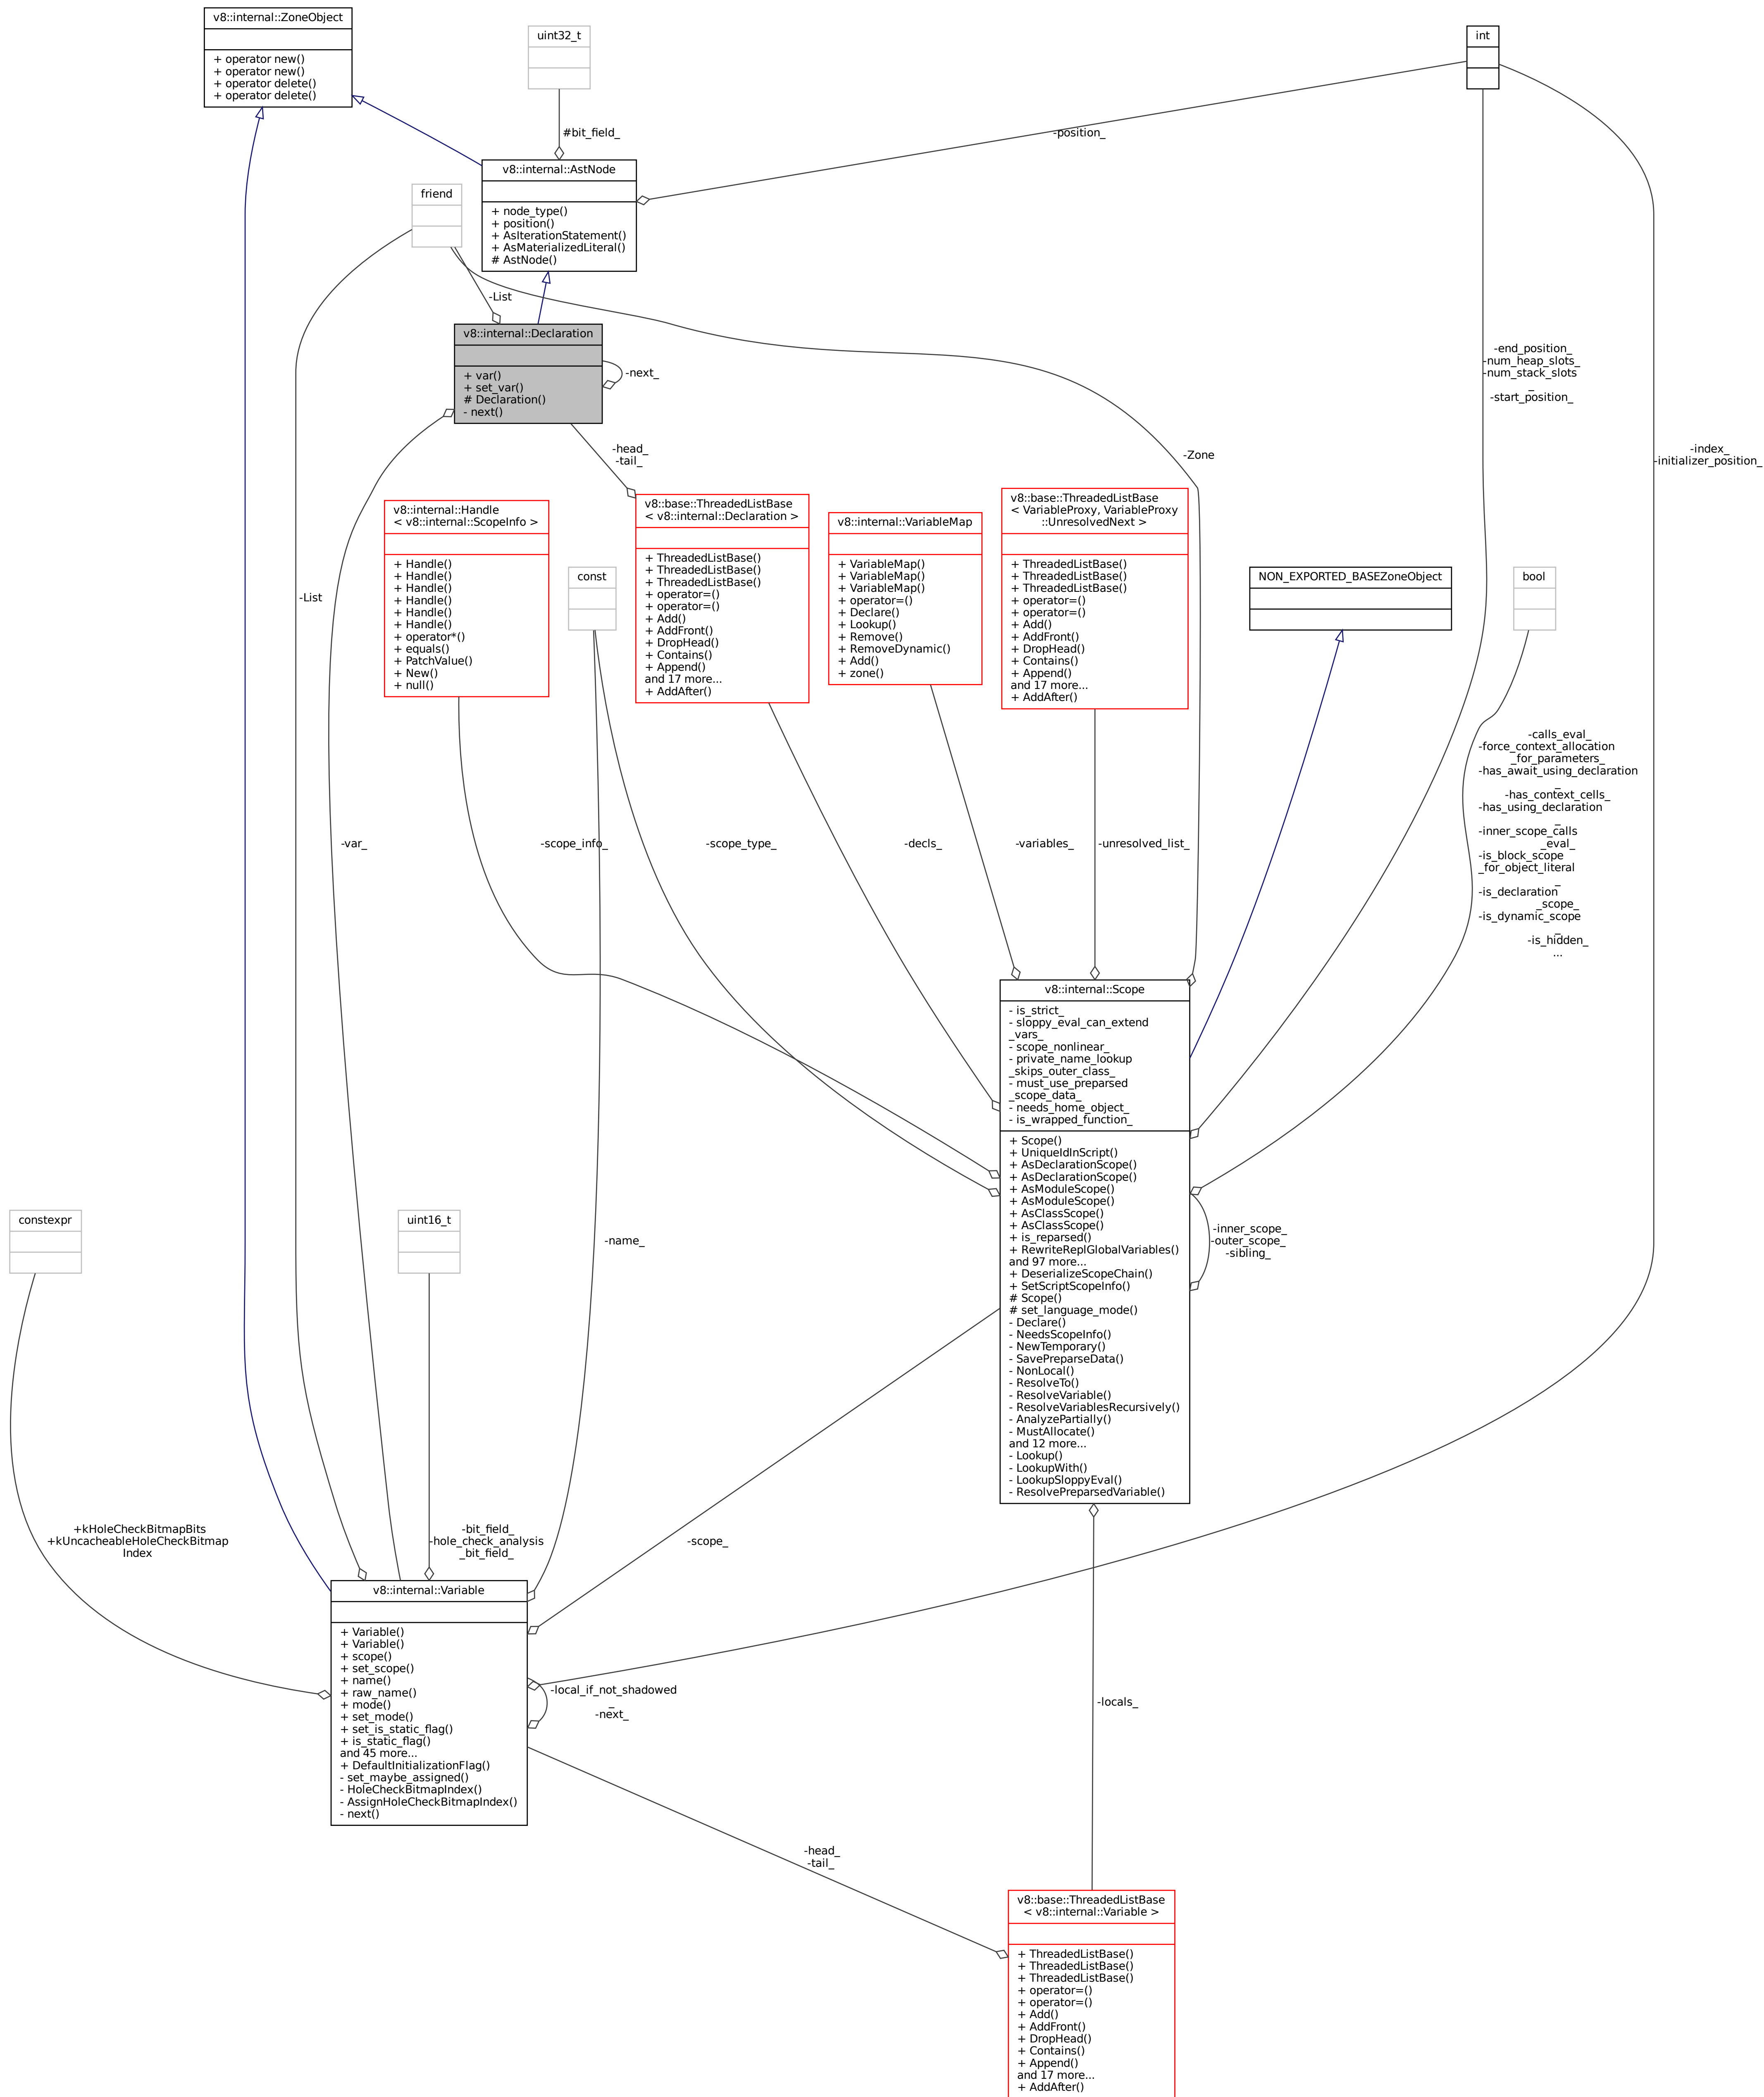 v8::internal::ZoneObject
+ operator new()
+ operator new()
+ operator delete()
+ operator delete()
uint32_t
int
#bit_field_
-position_
v8::internal::AstNode
+ node_type()
+ position()
+ AsIterationStatement()
+ AsMaterializedLiteral()
# AstNode()
friend
-List
v8::internal::Declaration
+ var()
+ set_var()
# Declaration()
- next()
-next_
-end_position_
-num_heap_slots_
-num_stack_slots
_
-start_position_
-head_
-tail_
-Zone
-index_
-initializer_position_
v8::internal::Handle
< v8::internal::ScopeInfo >
+ Handle()
+ Handle()
+ Handle()
+ Handle()
+ Handle()
+ Handle()
+ operator*()
+ equals()
+ PatchValue()
+ New()
+ null()
const
v8::base::ThreadedListBase
< v8::internal::Declaration >
+ ThreadedListBase()
+ ThreadedListBase()
+ ThreadedListBase()
+ operator=()
+ operator=()
+ Add()
+ AddFront()
+ DropHead()
+ Contains()
+ Append()
and 17 more...
+ AddAfter()
v8::internal::VariableMap
+ VariableMap()
+ VariableMap()
+ VariableMap()
+ operator=()
+ Declare()
+ Lookup()
+ Remove()
+ RemoveDynamic()
+ Add()
+ zone()
v8::base::ThreadedListBase
< VariableProxy, VariableProxy
::UnresolvedNext >
+ ThreadedListBase()
+ ThreadedListBase()
+ ThreadedListBase()
+ operator=()
+ operator=()
+ Add()
+ AddFront()
+ DropHead()
+ Contains()
+ Append()
and 17 more...
+ AddAfter()
NON_EXPORTED_BASEZoneObject
bool
-List
-calls_eval_
-force_context_allocation
_for_parameters_
-has_await_using_declaration
_
-has_context_cells_
-has_using_declaration
_
-inner_scope_calls
_eval_
-is_block_scope
_for_object_literal
_
-is_declaration
_scope_
-is_dynamic_scope
_
-is_hidden_
...
-var_
-scope_info_
-scope_type_
-decls_
-variables_
-unresolved_list_
v8::internal::Scope
- is_strict_
- sloppy_eval_can_extend
_vars_
- scope_nonlinear_
- private_name_lookup
_skips_outer_class_
- must_use_preparsed
_scope_data_
- needs_home_object_
- is_wrapped_function_
+ Scope()
+ UniqueIdInScript()
+ AsDeclarationScope()
+ AsDeclarationScope()
+ AsModuleScope()
+ AsModuleScope()
+ AsClassScope()
+ AsClassScope()
+ is_reparsed()
+ RewriteReplGlobalVariables()
and 97 more...
+ DeserializeScopeChain()
+ SetScriptScopeInfo()
# Scope()
# set_language_mode()
- Declare()
- NeedsScopeInfo()
- NewTemporary()
- SavePreparseData()
- NonLocal()
- ResolveTo()
- ResolveVariable()
- ResolveVariablesRecursively()
- AnalyzePartially()
- MustAllocate()
and 12 more...
- Lookup()
- LookupWith()
- LookupSloppyEval()
- ResolvePreparsedVariable()
-inner_scope_
-outer_scope_
-sibling_
constexpr
uint16_t
-name_
+kHoleCheckBitmapBits
+kUncacheableHoleCheckBitmap
Index
-bit_field_
-hole_check_analysis
_bit_field_
-scope_
v8::internal::Variable
+ Variable()
+ Variable()
+ scope()
+ set_scope()
+ name()
+ raw_name()
+ mode()
+ set_mode()
+ set_is_static_flag()
+ is_static_flag()
and 45 more...
+ DefaultInitializationFlag()
- set_maybe_assigned()
- HoleCheckBitmapIndex()
- AssignHoleCheckBitmapIndex()
- next()
-local_if_not_shadowed
_
-next_
-locals_
-head_
-tail_
v8::base::ThreadedListBase
< v8::internal::Variable >
+ ThreadedListBase()
+ ThreadedListBase()
+ ThreadedListBase()
+ operator=()
+ operator=()
+ Add()
+ AddFront()
+ DropHead()
+ Contains()
+ Append()
and 17 more...
+ AddAfter()